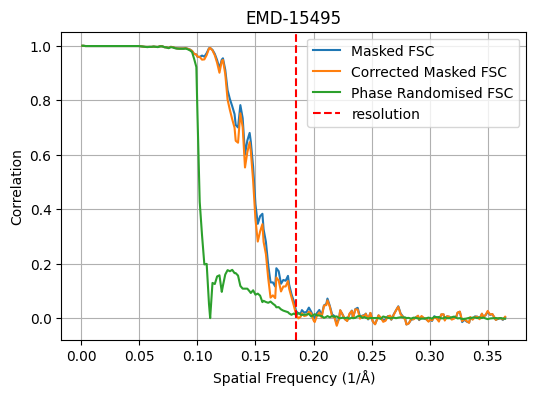 EMD-15495
Masked FSC
Corrected Masked FSC
Phase Randomised FSC
resolution
Correlation
1.0
0.8
0.6
0.4
0.2
0.0
0.00 0.05 0.10 0.15 0.20 0.25 0.30 0.35
Spatial Frequency (1/Å)